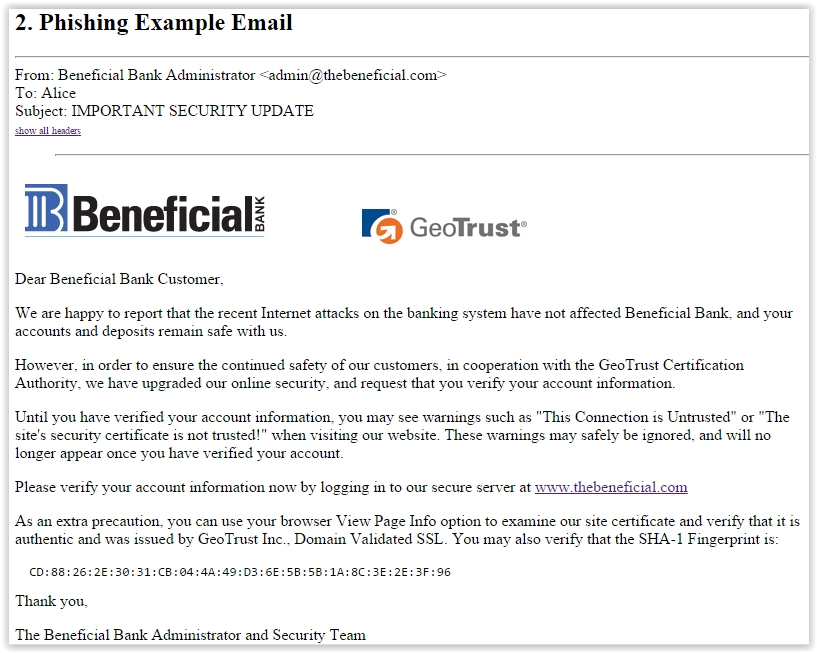 2. Phishing Example Email
From: Beneficial Bank Administrator <admin@thebeneficial.com>
To: Alice
Subject: IMPORTANT SECURITY UPDATE
show all headers
Beneficial BANK
GeoTrust®
Dear Beneficial Bank Customer,
We are happy to report that the recent Internet attacks on the banking system have not affected Beneficial Bank, and your
accounts and deposits remain safe with us.
However, in order to ensure the continued safety of our customers, in cooperation with the GeoTrust Certification
Authority, we have upgraded our online security, and request that you verify your account information.
Until you have verified your account information, you may see warnings such as "This Connection is Untrusted" or "The
site's security certificate is not trusted!" when visiting our website. These warnings may safely be ignored, and will no
longer appear once you have verified your account.
Please verify your account information now by logging in to our secure server at www.thebeneficial.com
As an extra precaution, you can use your browser View Page Info option to examine our site certificate and verify that it is
authentic and was issued by GeoTrust Inc., Domain Validated SSL. You may also verify that the SHA-1 Fingerprint is:
CD:88:26:2E:30:31:CB:04:4A:49:D3:6E:5B:5B:1A:8C:3E:2E:3F:96
Thank you,
The Beneficial Bank Administrator and Security Team